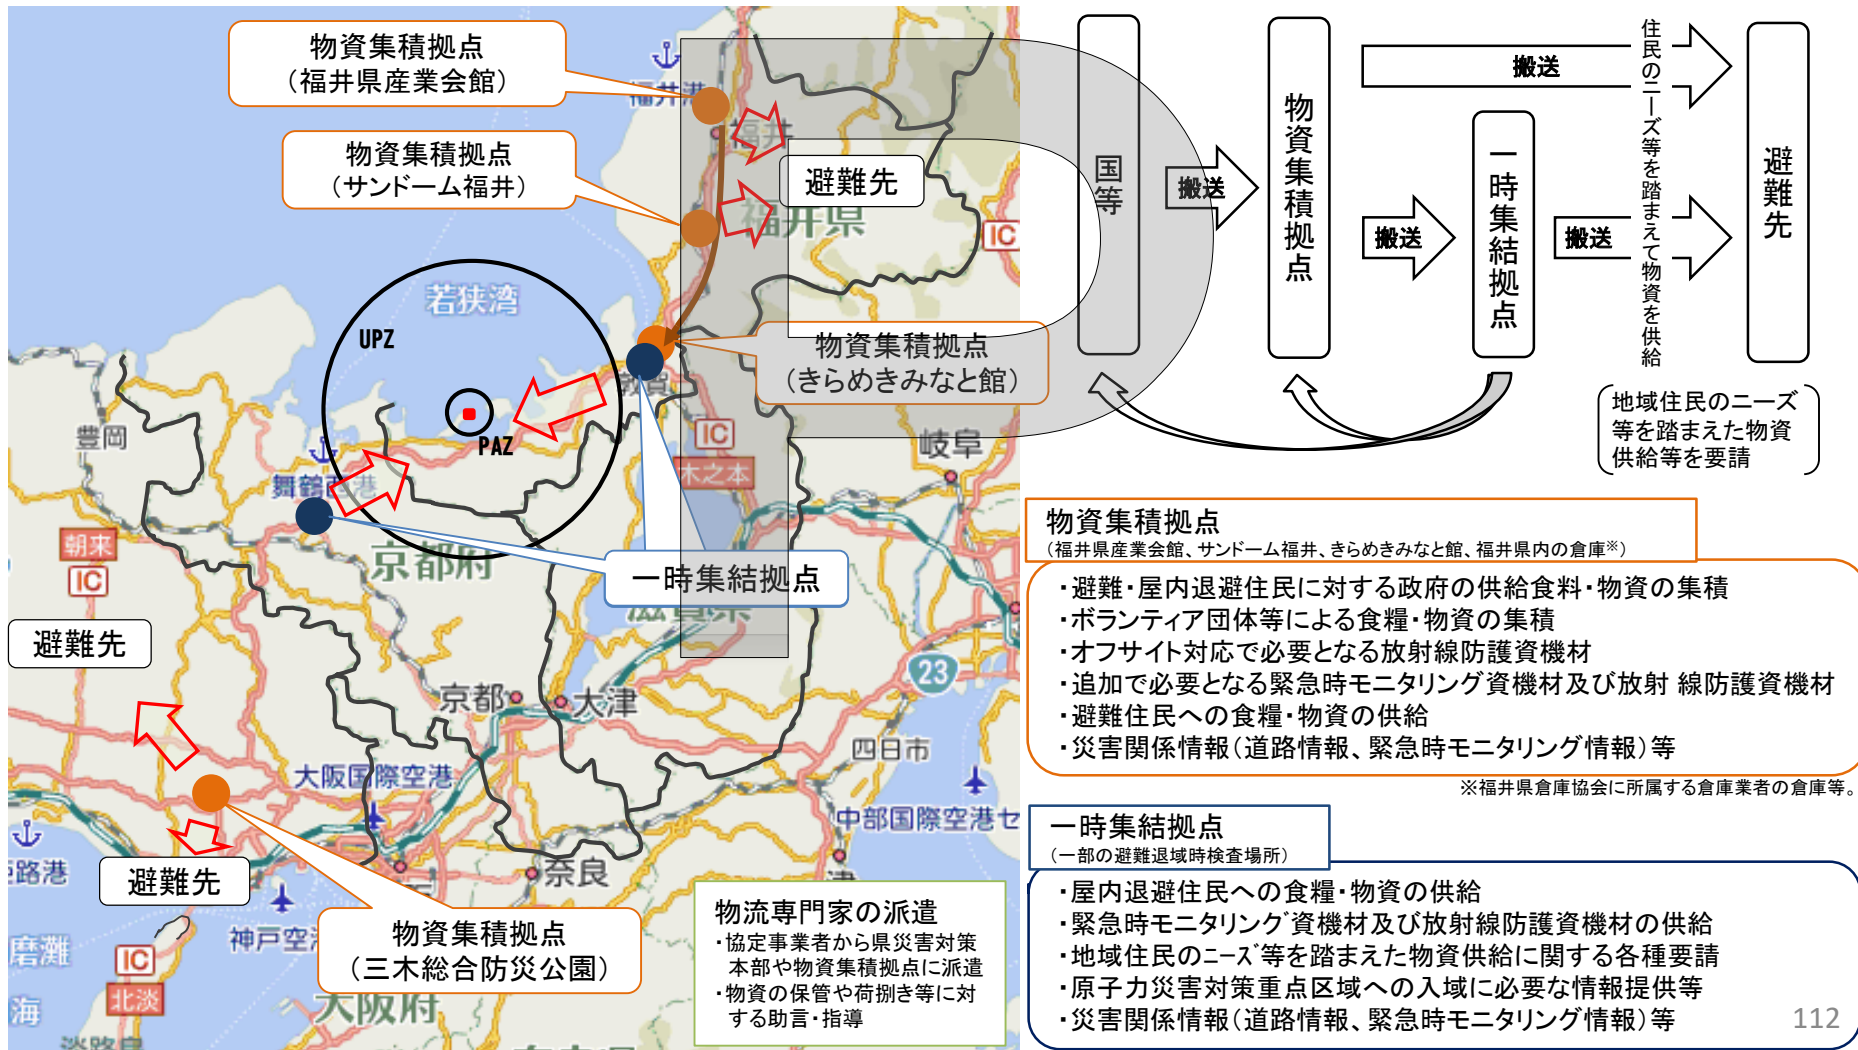 物資集積拠点
（福井県産業会館）
物資集積拠点
（サンドーム福井）
福井港
福井
避難先
福井県
IC
若狭湾
UPZ
PAZ
物資集積拠点
（きらめきみなと館）
敦賀
豊岡
舞鶴西港
IC
木之本
岐阜
朝来
IC
京都府
一時集結拠点
滋賀県
避難先
京都
大津
23
四日市
大阪国際空港
中部国際空港セ
避難先
奈良
津
神戸空
物資集積拠点
（三木総合防災公園）
磨灘
IC
北淡
海
大阪府
淡路島
物流専門家の派遣
・協定事業者から県災害対策
本部や物資集積拠点に派遣
・物資の保管や荷捌き等に対
する助言・指導
国等
搬送
物資集積拠点
搬送
搬送
一時集結拠点
搬送
住民のニーズ等を踏まえて物資を供給
避難先
地域住民のニーズ
等を踏まえた物資
供給等を要請
物資集積拠点
（福井県産業会館、サンドーム福井、きらめきみなと館、福井県内の倉庫※）
・避難・屋内退避住民に対する政府の供給食料・物資の集積
・ボランティア団体等による食糧・物資の集積
・オフサイト対応で必要となる放射線防護資機材
・追加で必要となる緊急時モニタリング資機材及び放射 線防護資機材
・避難住民への食糧・物資の供給
・災害関係情報（道路情報、緊急時モニタリング情報）等
※福井県倉庫協会に所属する倉庫業者の倉庫等。
一時集結拠点
（一部の避難退域時検査場所）
・屋内退避住民への食糧・物資の供給
・緊急時モニタリング資機材及び放射線防護資機材の供給
・地域住民のニーズ等を踏まえた物資供給に関する各種要請
・原子力災害対策重点区域への入域に必要な情報提供等
・災害関係情報（道路情報、緊急時モニタリング情報）等
112